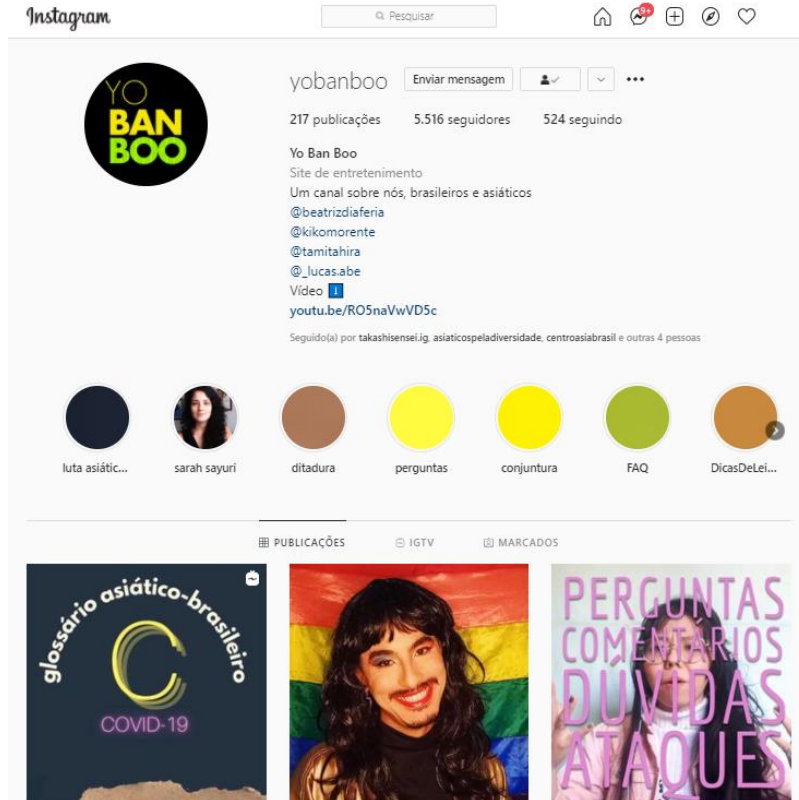 Instagram
Pesquisar
9+
YO
BAN
BOO
yobanboo Enviar mensagem
217 publicações 5.516 seguidores 524 seguindo
Yo Ban Boo
Site de entretenimento
Um canal sobre nós, brasileiros e asiáticos
@beatrizdiaferia
@kikomorente
@tamitahira
@_lucas.abe
Vídeo
youtu.be/RO5naVwVD5c
Seguido(a) por takashisensei.ig, asiaticospeladiversidade, centroasiabrasil e outras 4 pessoas
luta asiátic... sarah sayuri ditadura perguntas conjuntura FAQ DicasDeLei...
PUBLICAÇÕES IGTV MARCADOS
glossário asiático-brasileiro
C
COVID-19
PERGUNTAS
COMENTÁRIOS
DÚVIDAS
ATAQUES